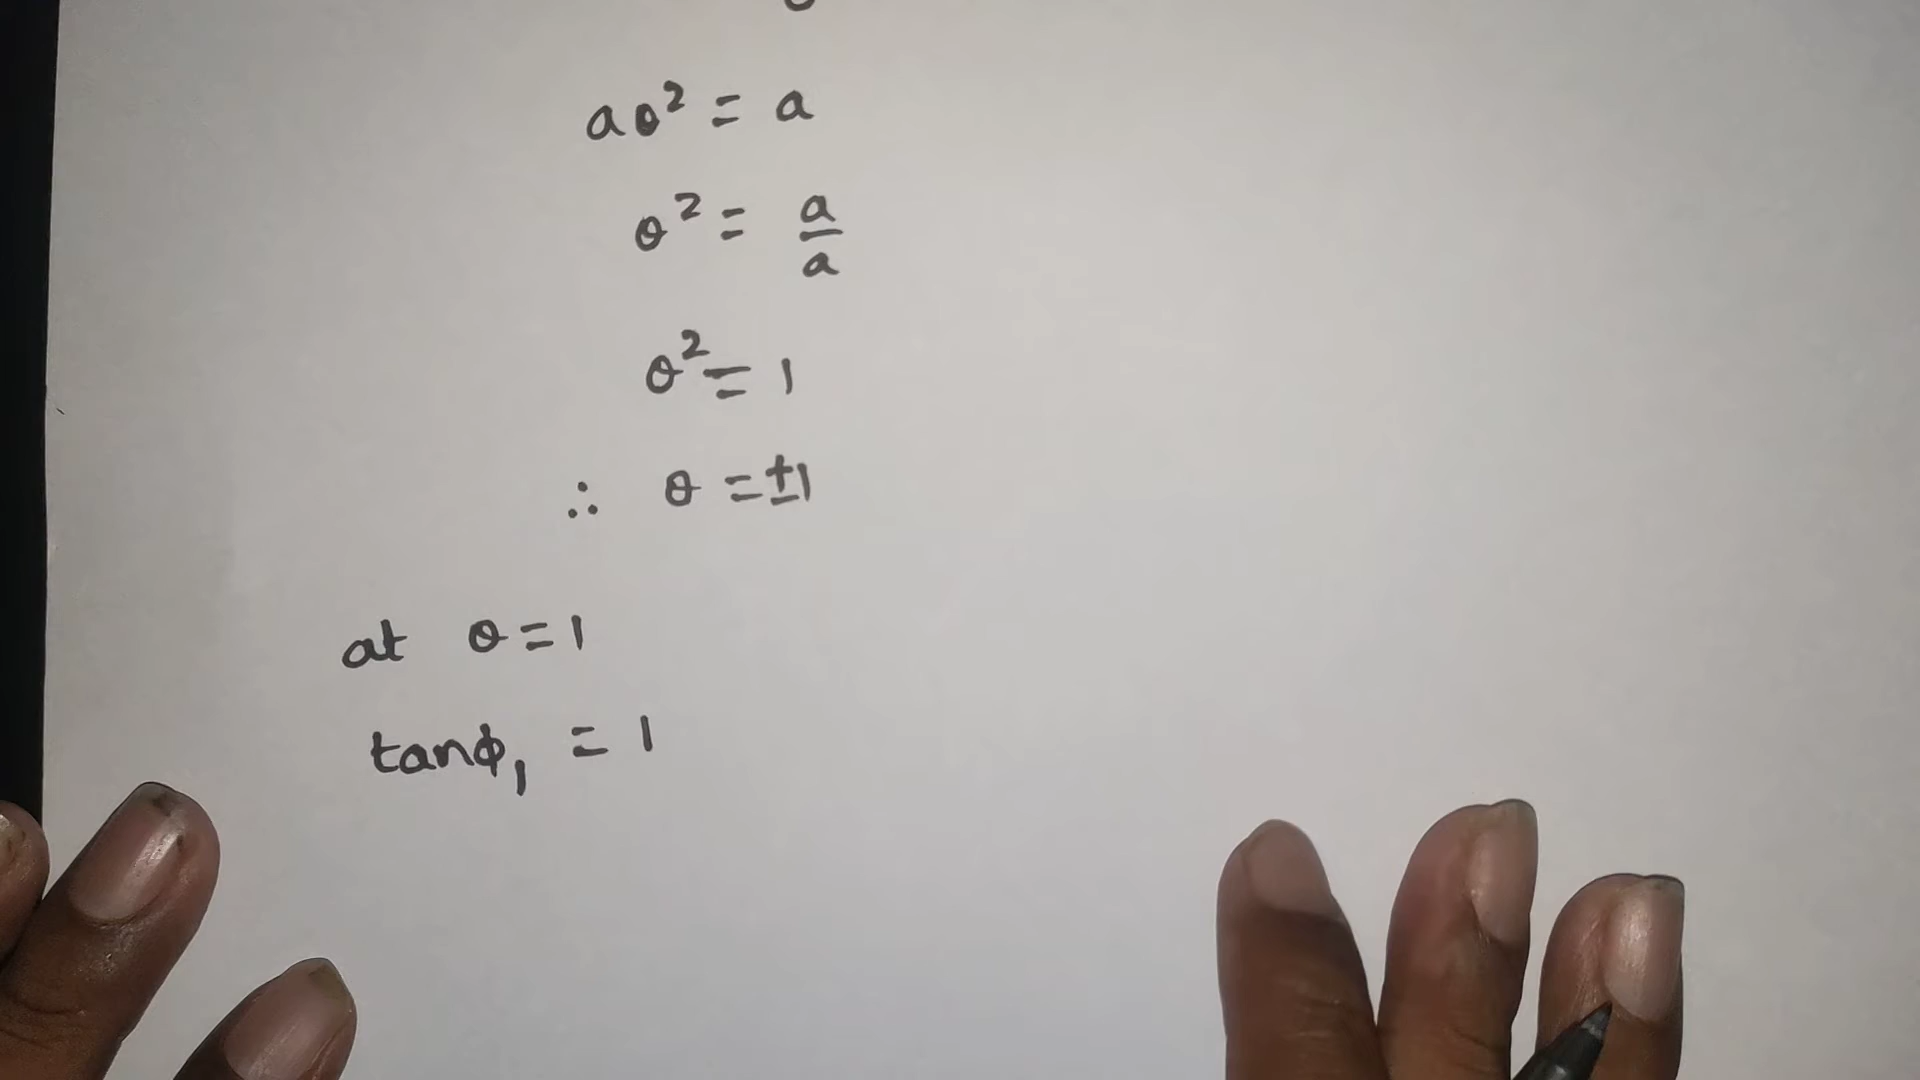 aθ² = a
θ² = a/a
θ² = 1
∴ θ = ±1
at θ = 1
tanϕ₁ = 1